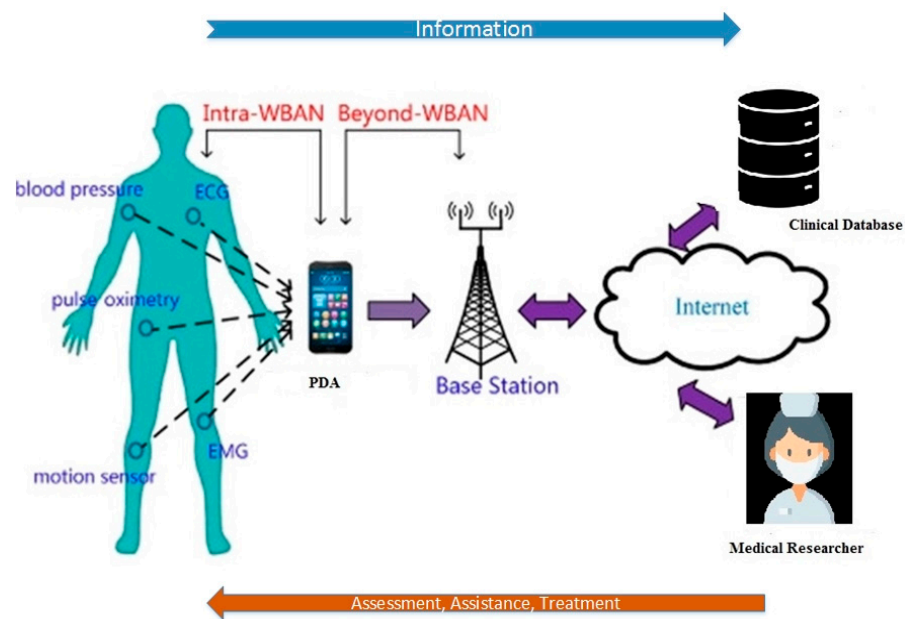 Information
Intra-WBAN Beyond-WBAN
blood pressure
ECG
Clinical Database
pulse oximetry
Internet
PDA
Base Station
EMG
motion sensor
Medical Researcher
Assessment, Assistance, Treatment